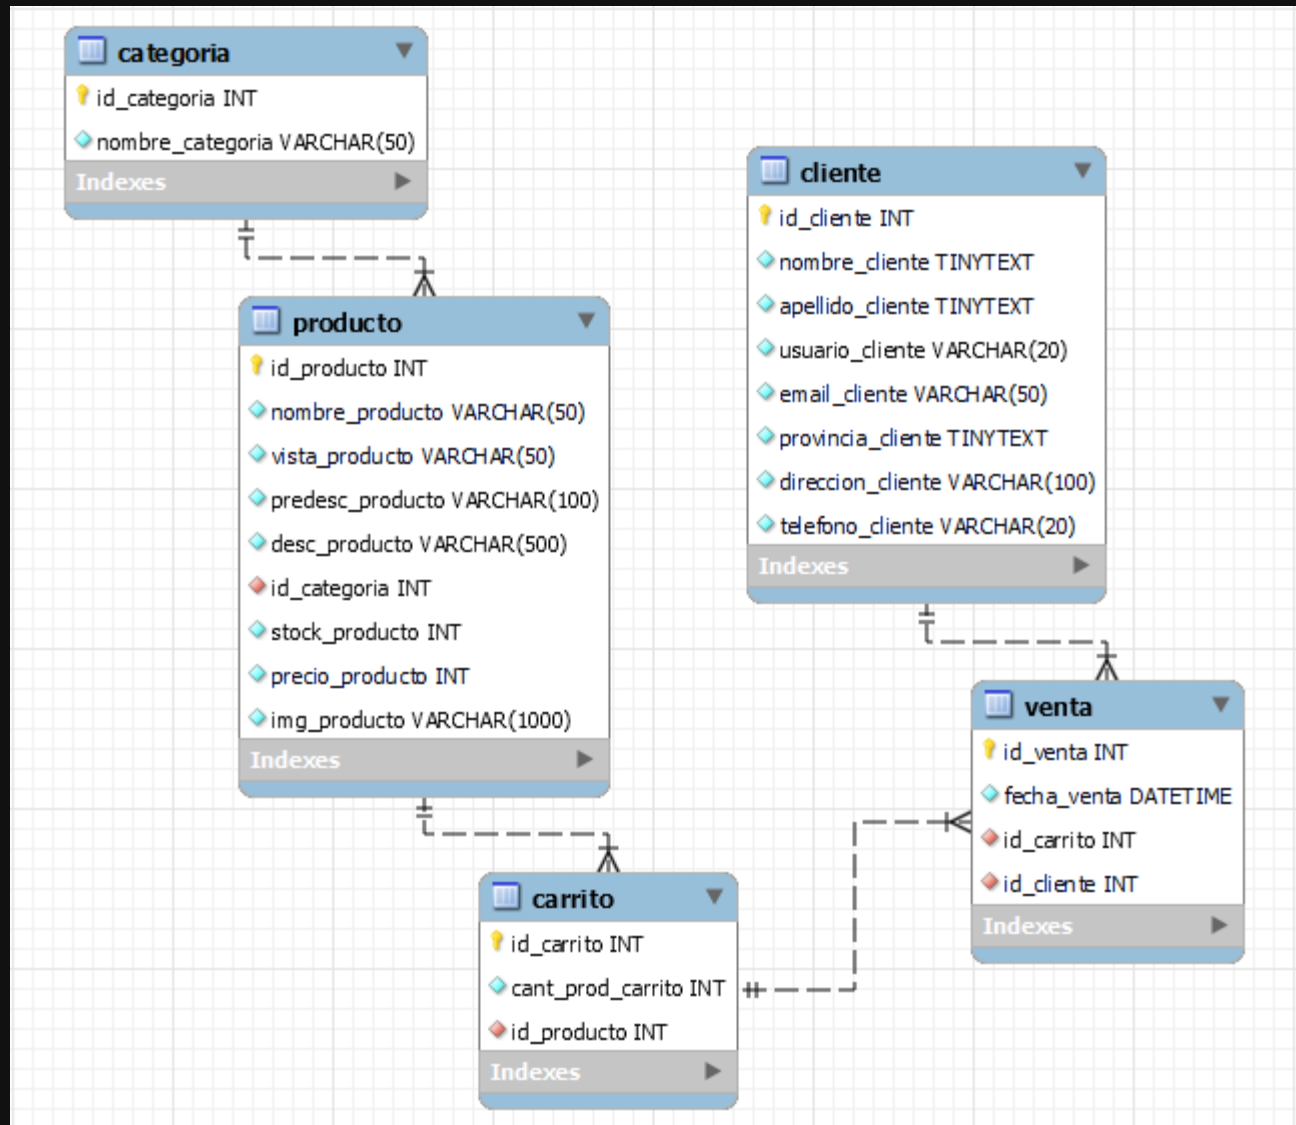 categoria
id_categoria INT
nombre_categoria VARCHAR(50)
Indexes
producto
id_producto INT
nombre_producto VARCHAR(50)
vista_producto VARCHAR(50)
predesc_producto VARCHAR(100)
desc_producto VARCHAR(500)
id_categoria INT
stock_producto INT
precio_producto INT
img_producto VARCHAR(1000)
Indexes
carrito
id_carrito INT
cant_prod_carrito INT
id_producto INT
Indexes
cliente
id_cliente INT
nombre_cliente TINYTEXT
apellido_cliente TINYTEXT
usuario_cliente VARCHAR(20)
email_cliente VARCHAR(50)
provincia_cliente TINYTEXT
direccion_cliente VARCHAR(100)
telefono_cliente VARCHAR(20)
Indexes
venta
id_venta INT
fecha_venta DATETIME
id_carrito INT
id_cliente INT
Indexes